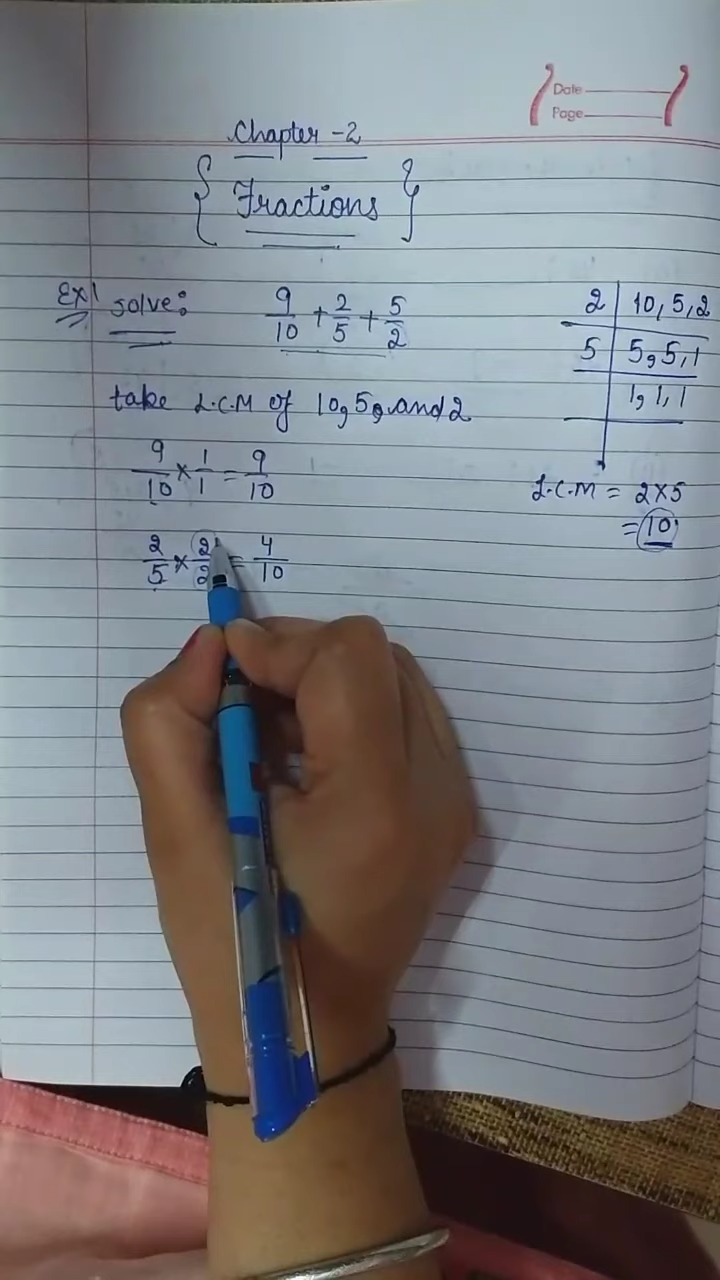 Date
Page
Chapter - 2
{ Fractions }
Ex1 solve: 9/10 + 2/5 + 5/2
take L.C.M of 10, 5, and 2
9/10 × 1/1 = 9/10
2/5 × 2/2 = 4/10
2 | 10, 5, 2
5 | 5, 5, 1
| 1, 1, 1
L.C.M = 2×5
= 10